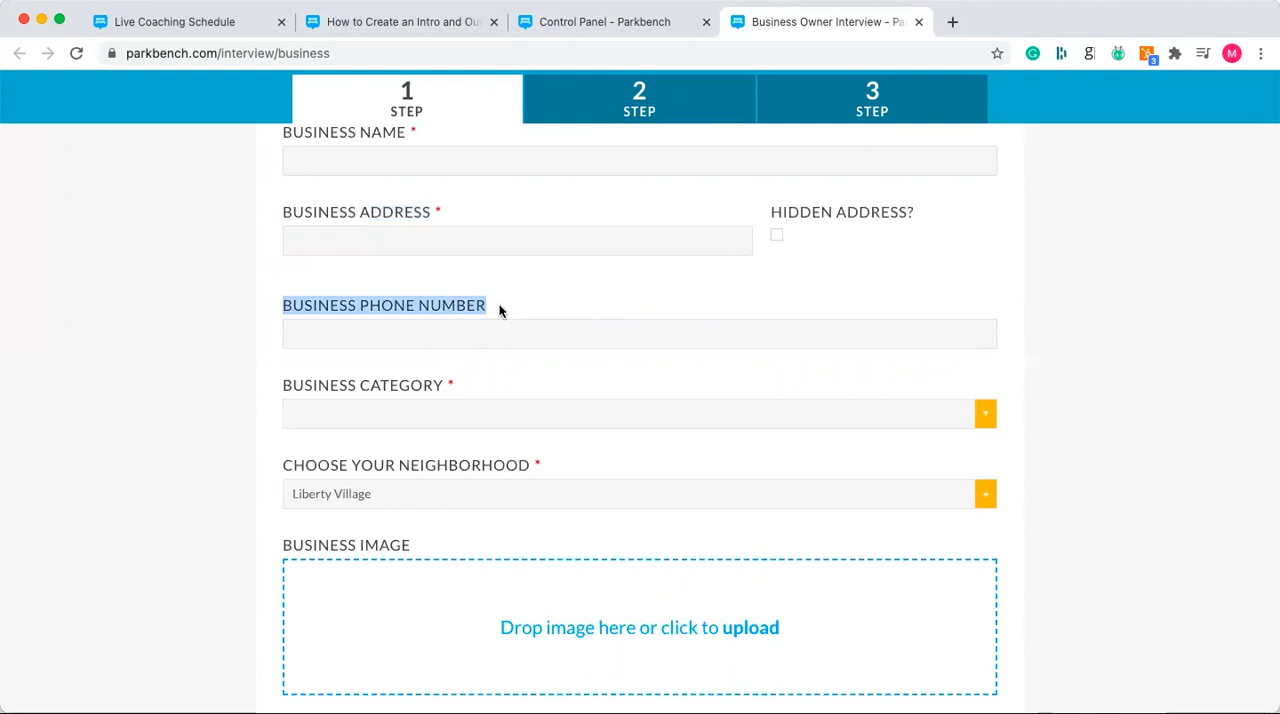 Live Coaching Schedule
How to Create an Intro and Ou
Control Panel - Parkbench
Business Owner Interview - Pa
parkbench.com/interview/business
3
M
1
STEP
2
STEP
3
STEP
BUSINESS NAME *
BUSINESS ADDRESS *
HIDDEN ADDRESS?
BUSINESS PHONE NUMBER
BUSINESS CATEGORY *
CHOOSE YOUR NEIGHBORHOOD *
Liberty Village
BUSINESS IMAGE
Drop image here or click to upload